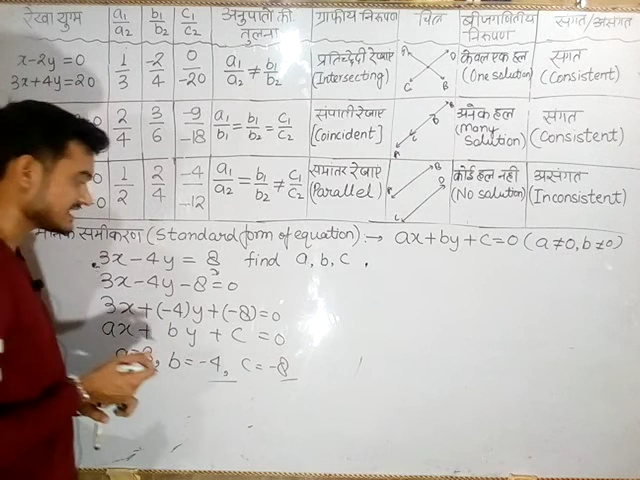 रेखा युग्म a₁/a₂ b₁/b₂ c₁/c₂ अनुपातों की तुलना ग्राफीय निरूपण चित्र बीजगणितीय निरूपण संगत/असंगत
x-2y=0 1/3 -2/4 0/-20 a₁/a₂ ≠ b₁/b₂ प्रतिच्छेदी रेखाए (Intersecting) A D C B केवल एक हल (One solution) संगत (Consistent)
3x+4y=20
2/4 3/6 -9/-18 a₁/b₁ = b₁/b₂ = c₁/c₂ संपाती रेखाए (Coincident] अनेक हल (many solution) संगत (Consistent)
1/2 2/4 -4/-12 a₁/a₂ = b₁/b₂ ≠ c₁/c₂ समांतर रेखाए (Parallel) कोई हल नहीं (No solution) असंगत (Inconsistent)
समीकरण (Standard form of equation) → ax+by+c=0 (a≠0, b≠0)
3x-4y=8 find a, b, c.
3x-4y-8=0
3x+(-4)y+(-8)=0
ax+by+c=0
b=-4, c=-8